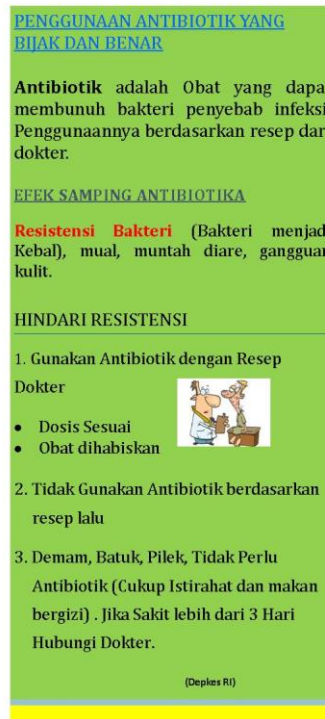 PENGGUNAAN ANTIBIOTIK YANG
BIJAK DAN BENAR
Antibiotik adalah Obat yang dapa
membunuh bakteri penyebab infeksi
Penggunaannya berdasarkan resep dar
dokter.
EFEK SAMPING ANTIBIOTIKA
Resistensi Bakteri (Bakteri menjad
Kebal), mual, muntah diare, gangguan
kulit.
HINDARI RESISTENSI
1. Gunakan Antibiotik dengan Resep
Dokter
• Dosis Sesuai
• Obat dihabiskan
2. Tidak Gunakan Antibiotik berdasarkan
resep lalu
3. Demam, Batuk, Pilek, Tidak Perlu
Antibiotik (Cukup Istirahat dan makan
bergizi) . Jika Sakit lebih dari 3 Hari
Hubungi Dokter.
(Depkes RI)